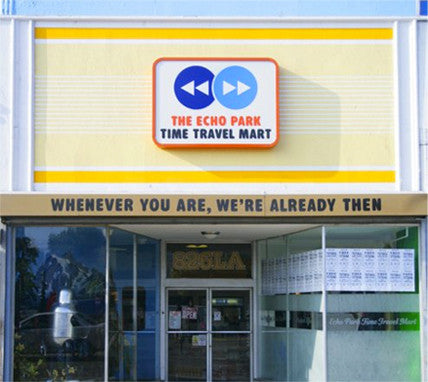 THE ECHO PARK
TIME TRAVEL MART
WHENEVER YOU ARE, WE'RE ALREADY THEN
826LA
Echo Park Time Travel Mart